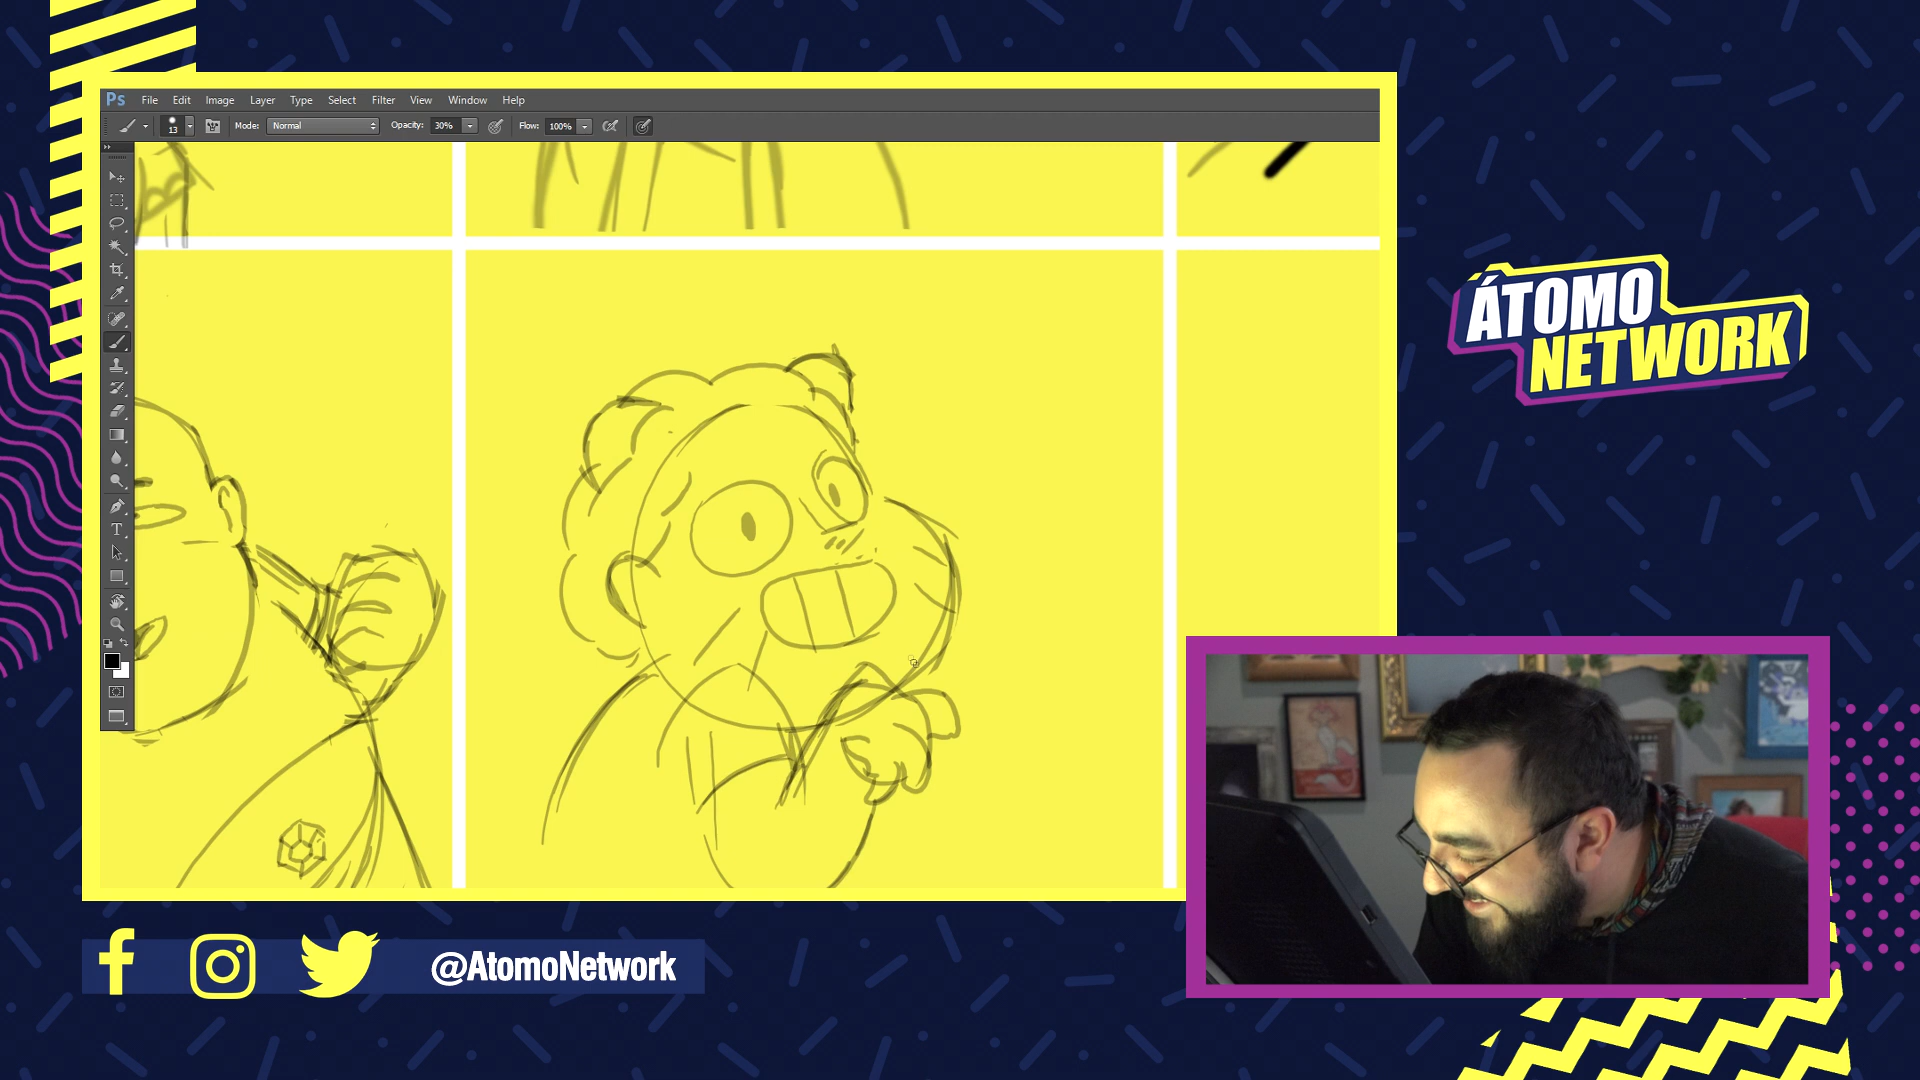 Ps File Edit Image Layer Type Select Filter View Window Help
13 Mode: Normal Opacity: 30% Flow: 100%
T
ÁTOMO
NETWORK
@AtomoNetwork